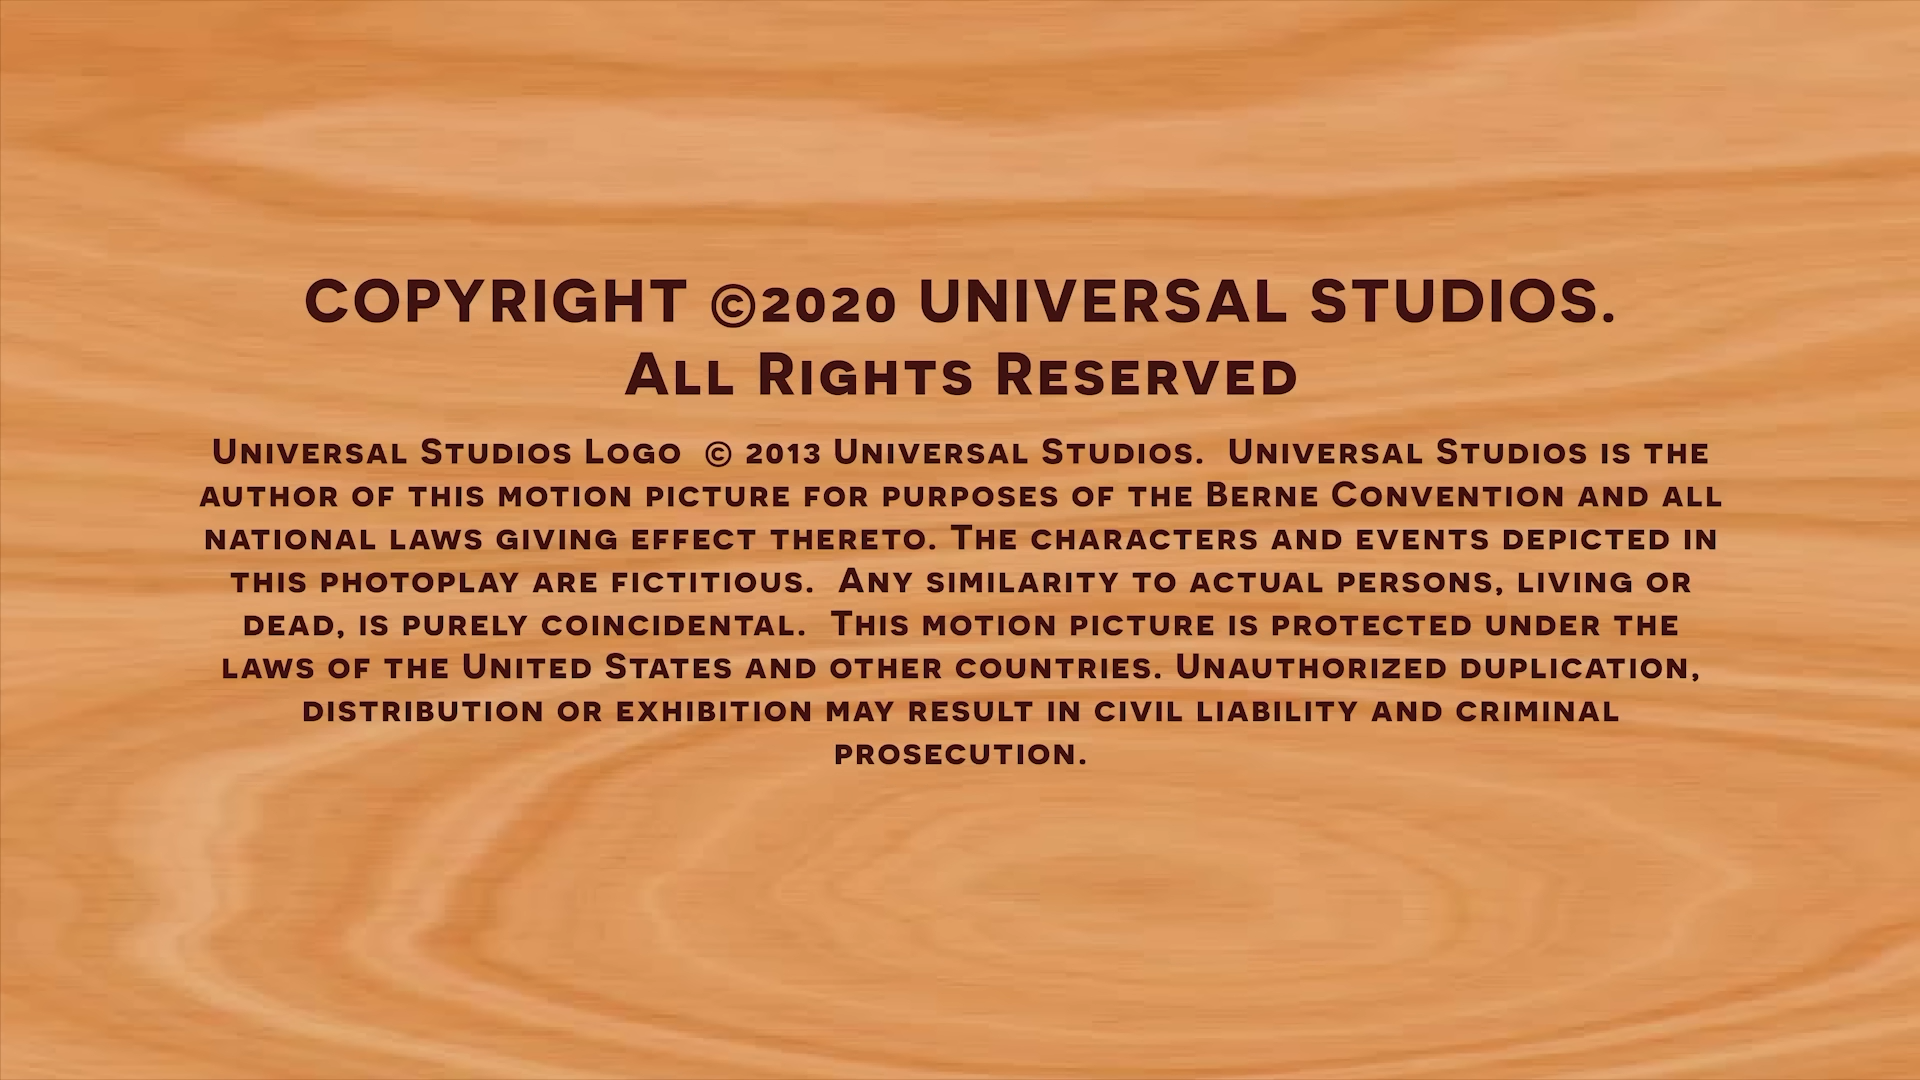 COPYRIGHT ©2020 UNIVERSAL STUDIOS.
ALL RIGHTS RESERVED
UNIVERSAL STUDIOS LOGO © 2013 UNIVERSAL STUDIOS. UNIVERSAL STUDIOS IS THE
AUTHOR OF THIS MOTION PICTURE FOR PURPOSES OF THE BERNE CONVENTION AND ALL
NATIONAL LAWS GIVING EFFECT THERETO. THE CHARACTERS AND EVENTS DEPICTED IN
THIS PHOTOPLAY ARE FICTITIOUS. ANY SIMILARITY TO ACTUAL PERSONS, LIVING OR
DEAD, IS PURELY COINCIDENTAL. THIS MOTION PICTURE IS PROTECTED UNDER THE
LAWS OF THE UNITED STATES AND OTHER COUNTRIES. UNAUTHORIZED DUPLICATION,
DISTRIBUTION OR EXHIBITION MAY RESULT IN CIVIL LIABILITY AND CRIMINAL
PROSECUTION.